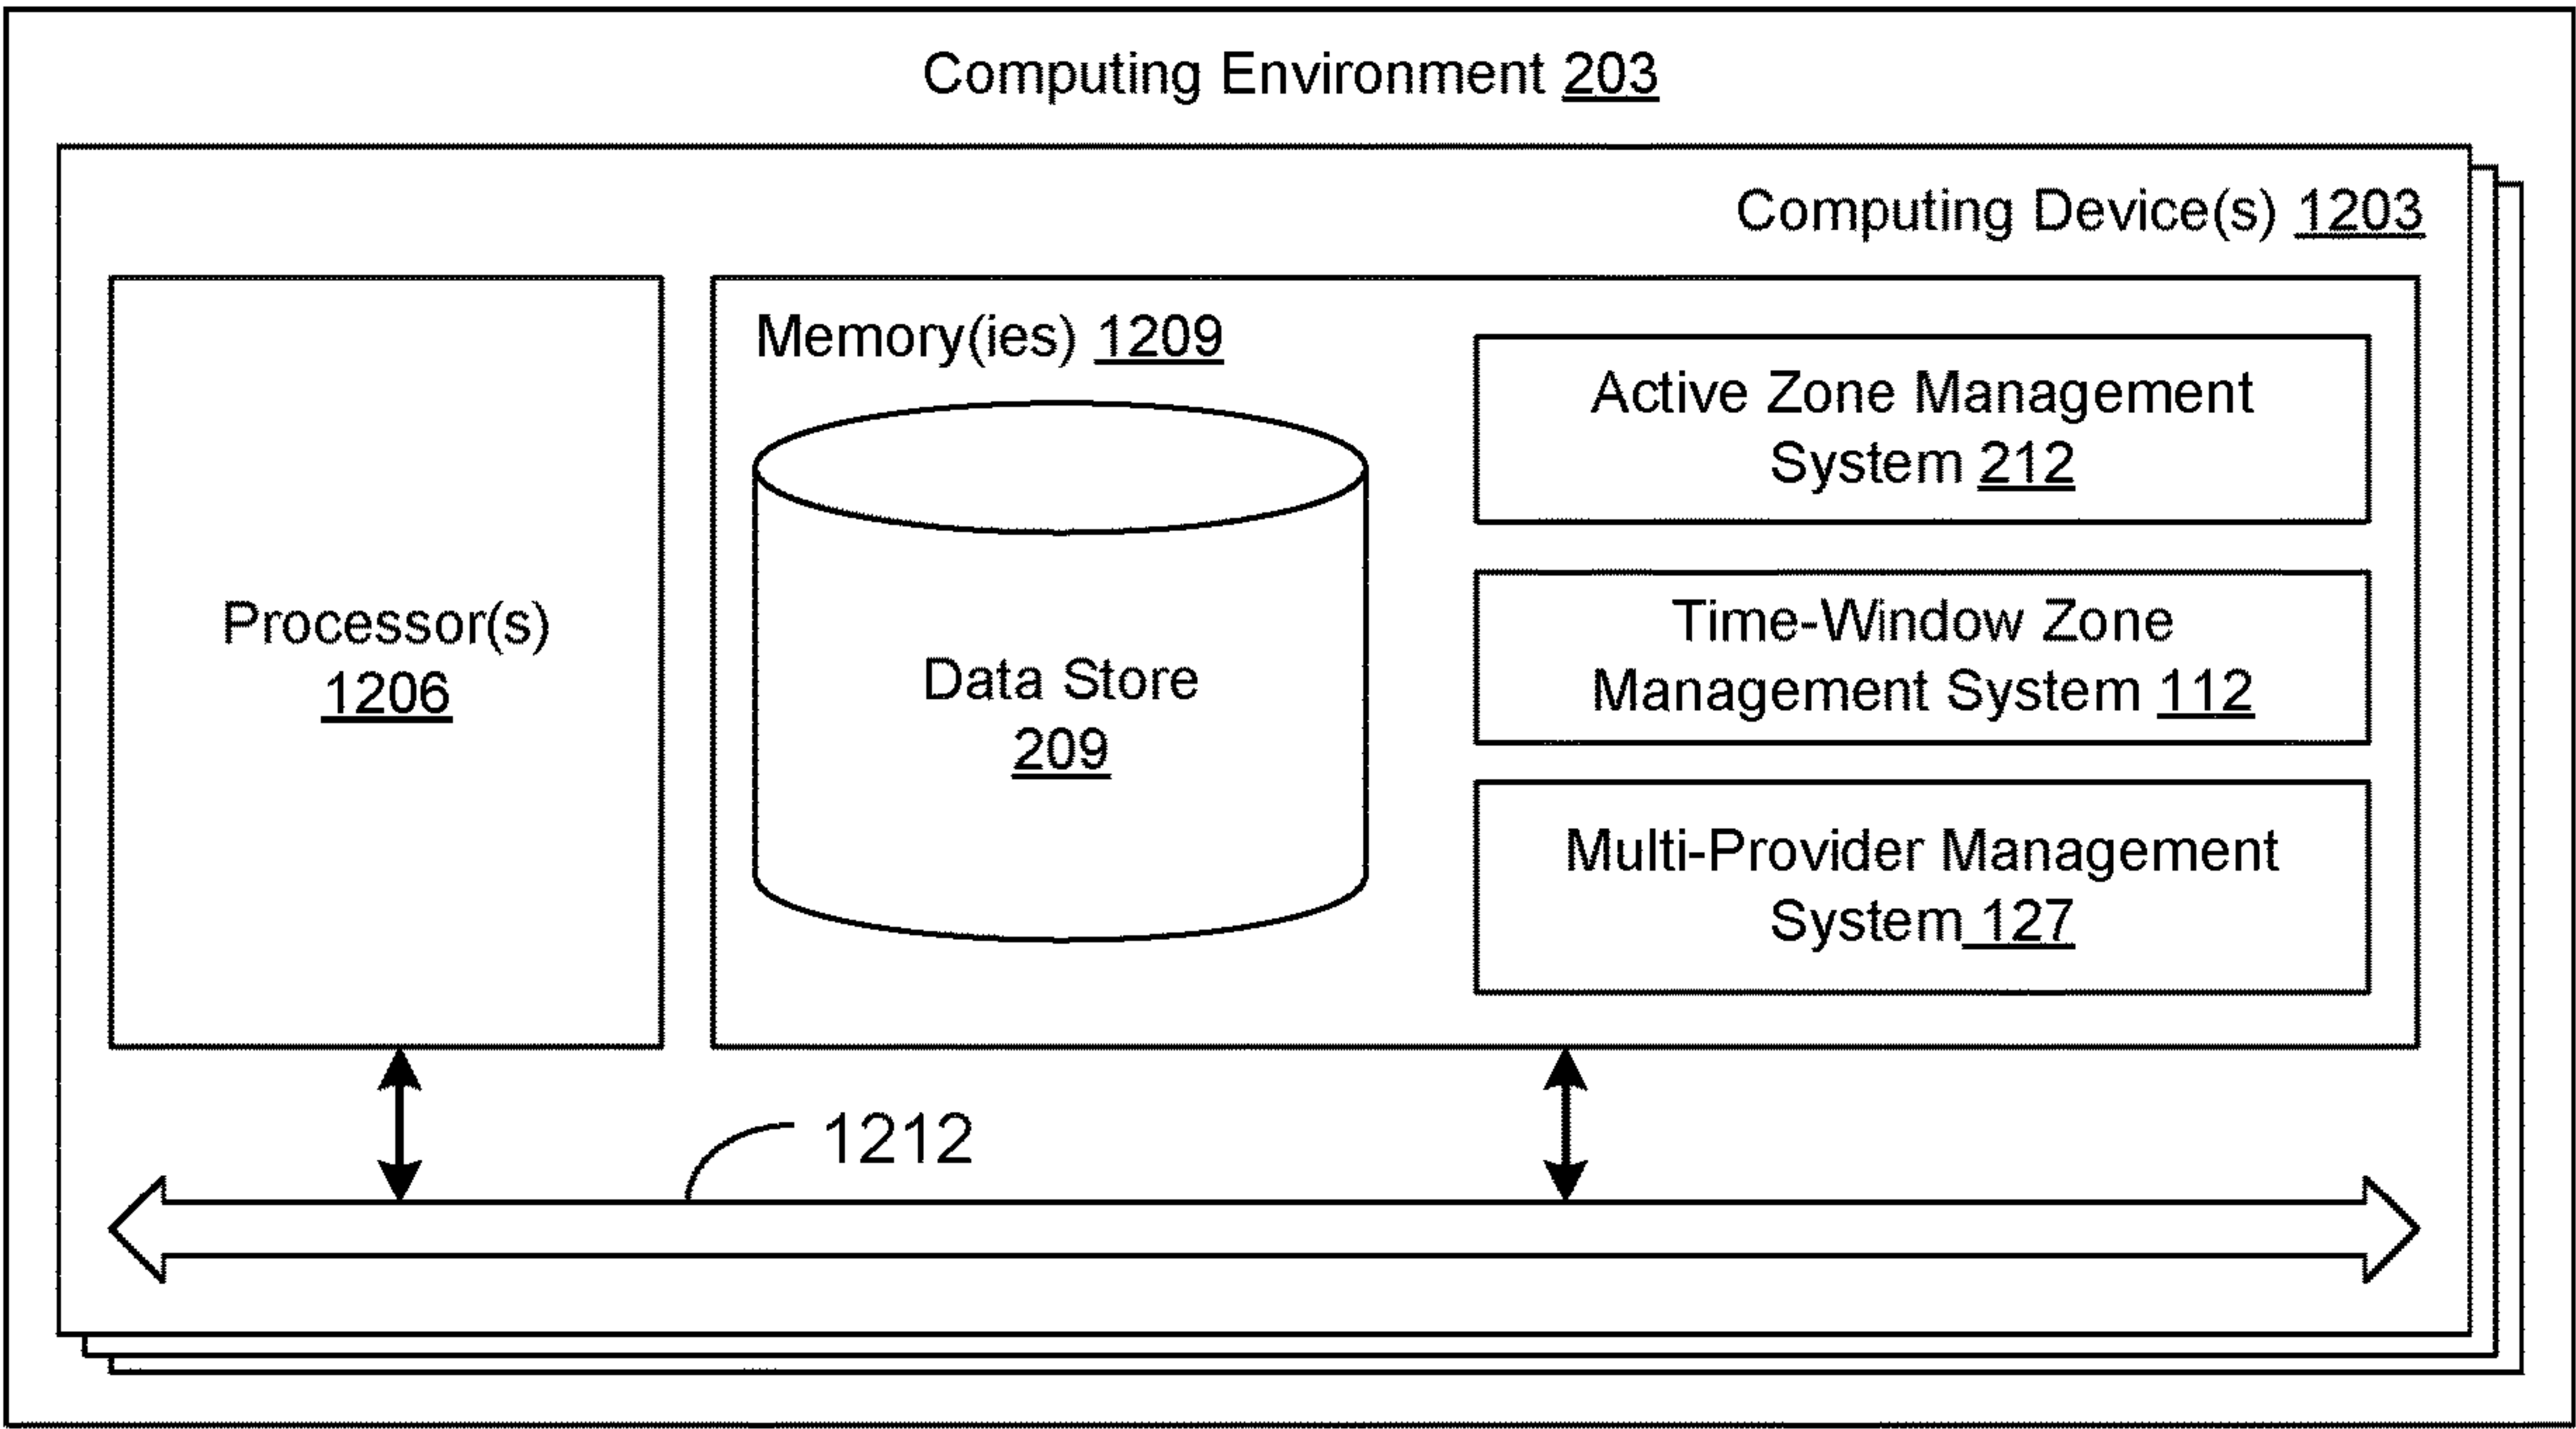 Computing Environment 203
Computing Device(s) 1203
Processor(s)
1206
Memory(ies) 1209
Data Store
209
Active Zone Management
System 212
Time-Window Zone
Management System 112
Multi-Provider Management
System 127
1212